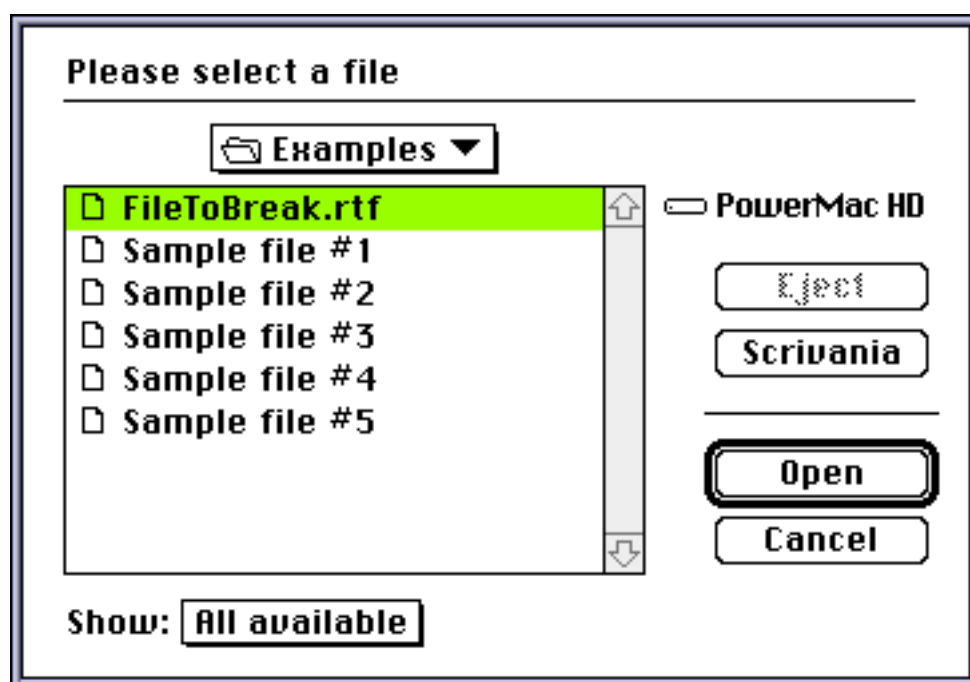 Please select a file
Examples
FileToBreak.rtf
Sample file #1
Sample file #2
Sample file #3
Sample file #4
Sample file #5
PowerMac HD
Eject
Scrivania
Open
Cancel
Show: All available